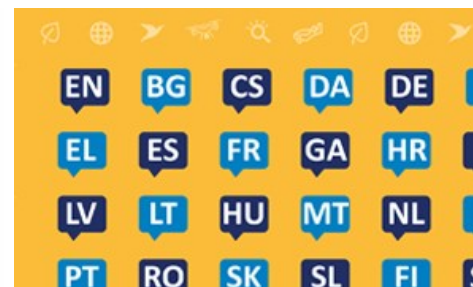 EN BG CS DA DE
EL ES FR GA HR
LV LT HU MT NL
PT RO SK SL FI